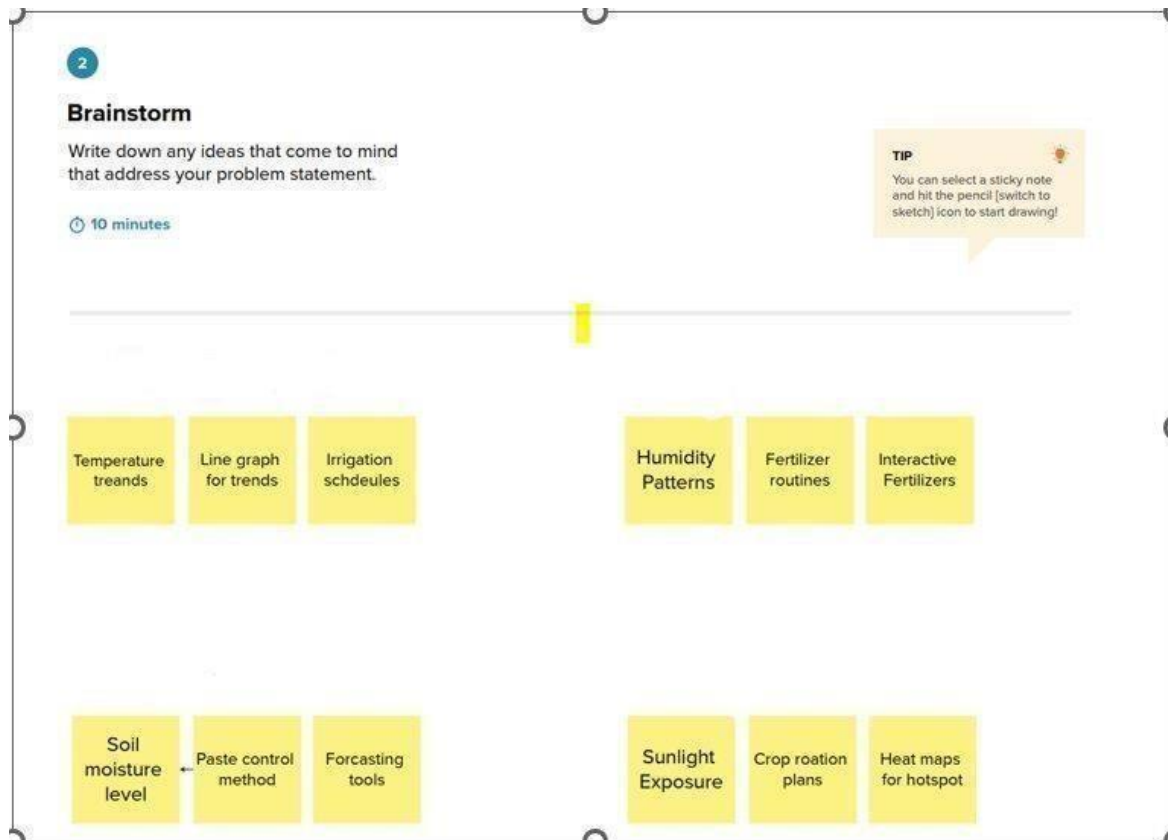 2
Brainstorm
Write down any ideas that come to mind
that address your problem statement.
10 minutes
TIP
You can select a sticky note
and hit the pencil [switch to
sketch] icon to start drawing!
Temperature
treands
Line graph
for trends
Irrigation
schdeules
Humidity
Patterns
Fertilizer
routines
Interactive
Fertilizers
Soil
moisture
level
Paste control
method
Forcasting
tools
Sunlight
Exposure
Crop roation
plans
Heat maps
for hotspot